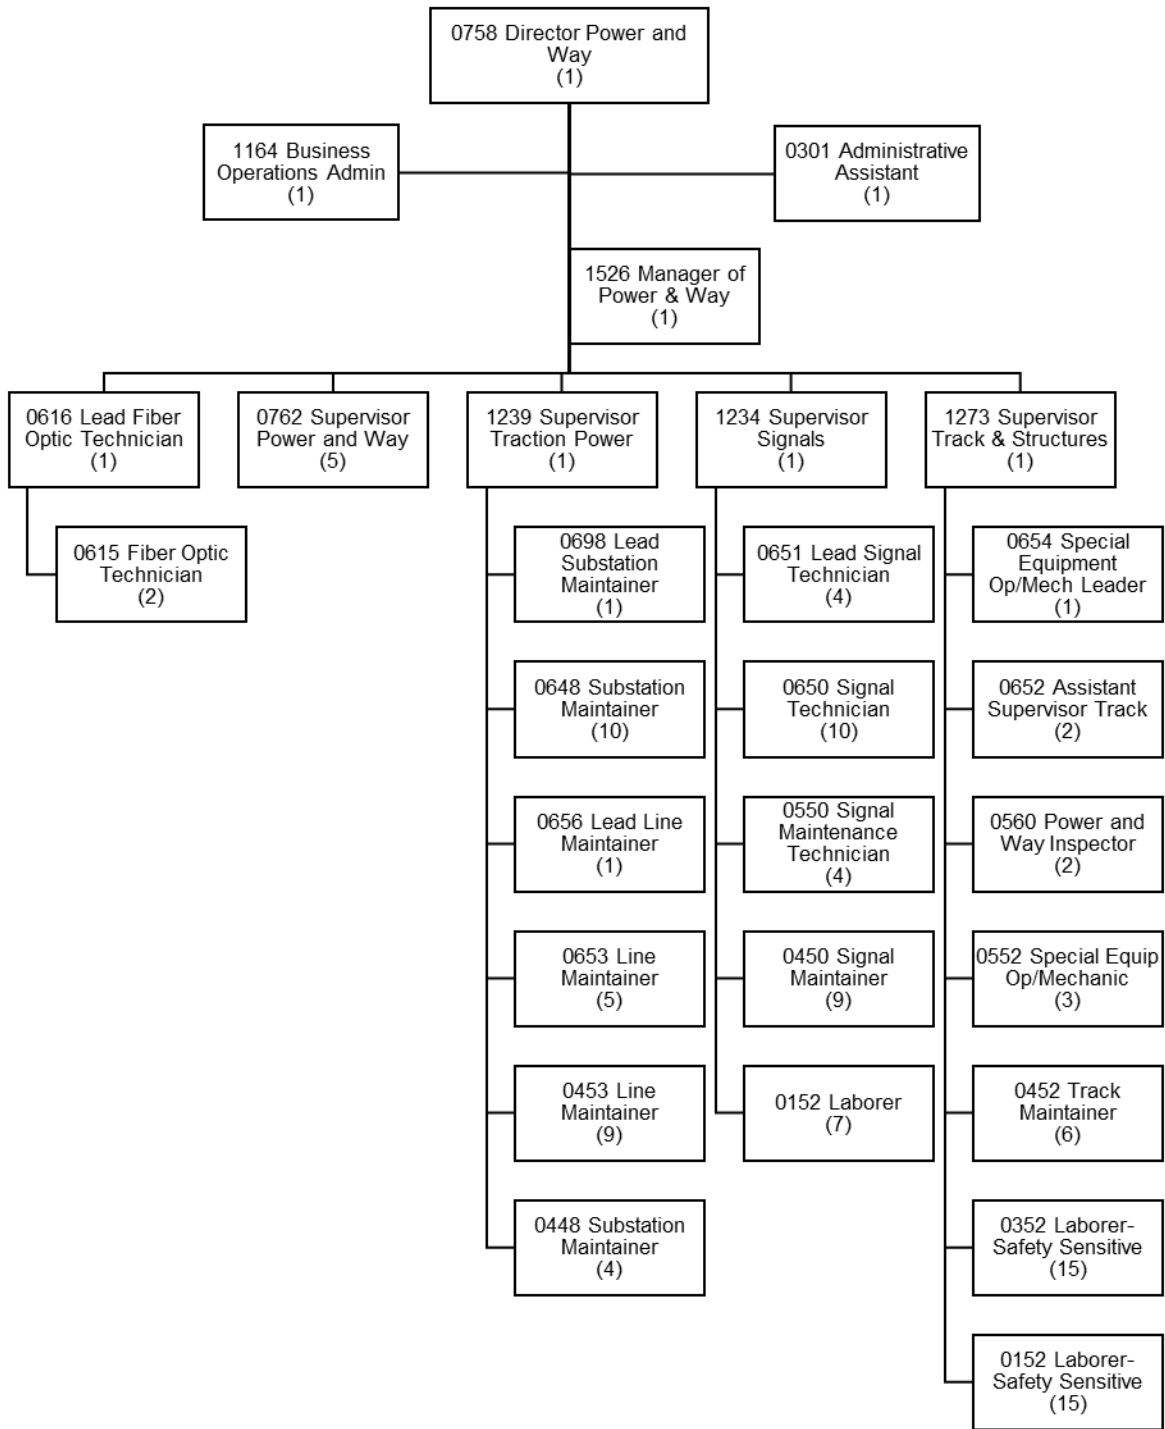 0758 Director Power and
Way
(1)
1164 Business
Operations Admin
(1)
0301 Administrative
Assistant
(1)
1526 Manager of
Power & Way
(1)
0616 Lead Fiber
Optic Technician
(1)
0762 Supervisor
Power and Way
(5)
1239 Supervisor
Traction Power
(1)
1234 Supervisor
Signals
(1)
1273 Supervisor
Track & Structures
(1)
0615 Fiber Optic
Technician
(2)
0698 Lead
Substation
Maintainer
(1)
0648 Substation
Maintainer
(10)
0656 Lead Line
Maintainer
(1)
0653 Line
Maintainer
(5)
0453 Line
Maintainer
(9)
0448 Substation
Maintainer
(4)
0651 Lead Signal
Technician
(4)
0650 Signal
Technician
(10)
0550 Signal
Maintenance
Technician
(4)
0450 Signal
Maintainer
(9)
0152 Laborer
(7)
0654 Special
Equipment
Op/Mech Leader
(1)
0652 Assistant
Supervisor Track
(2)
0560 Power and
Way Inspector
(2)
0552 Special Equip
Op/Mechanic
(3)
0452 Track
Maintainer
(6)
0352 Laborer-
Safety Sensitive
(15)
0152 Laborer-
Safety Sensitive
(15)